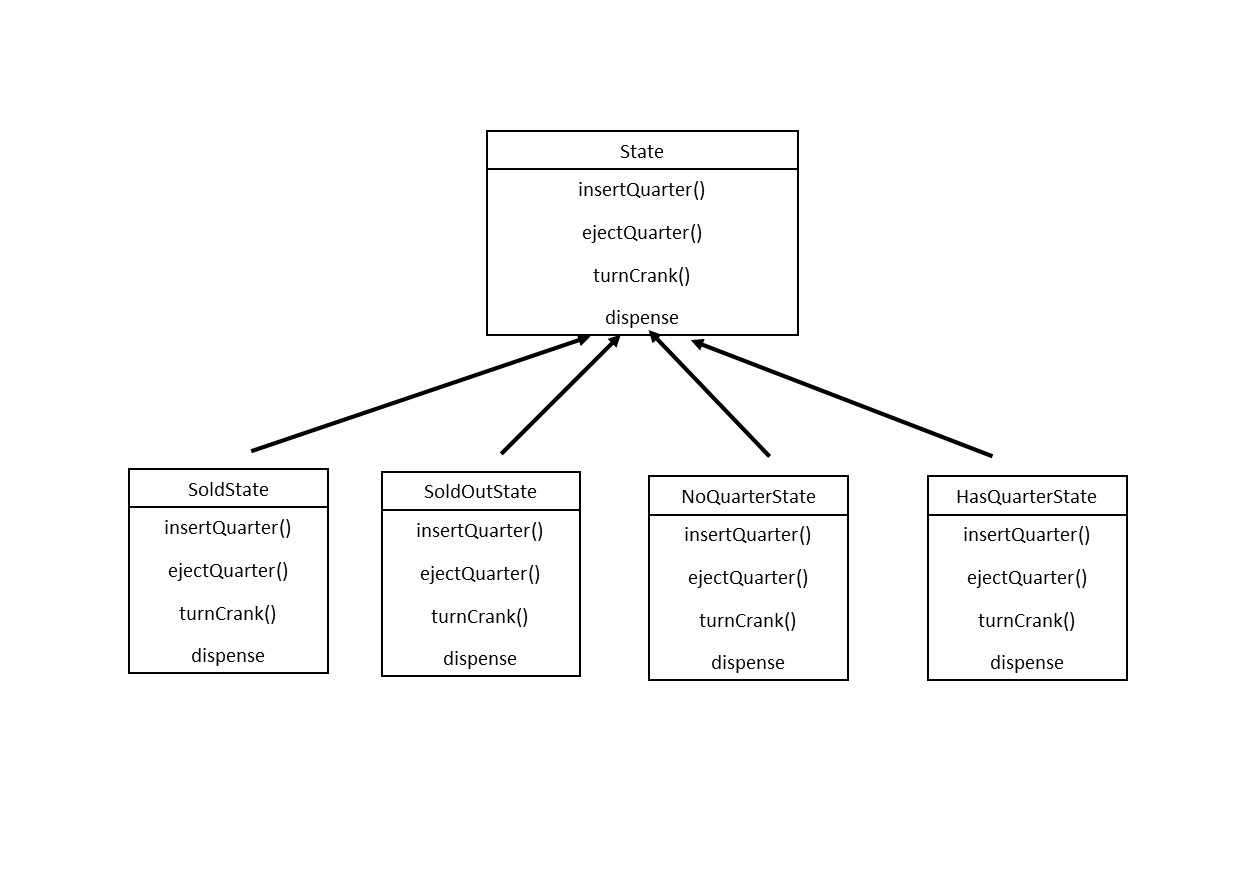 State
insertQuarter()
ejectQuarter()
turnCrank()
dispense
SoldState
insertQuarter()
ejectQuarter()
turnCrank()
dispense
SoldOutState
insertQuarter()
ejectQuarter()
turnCrank()
dispense
NoQuarterState
insertQuarter()
ejectQuarter()
turnCrank()
dispense
HasQuarterState
insertQuarter()
ejectQuarter()
turnCrank()
dispense